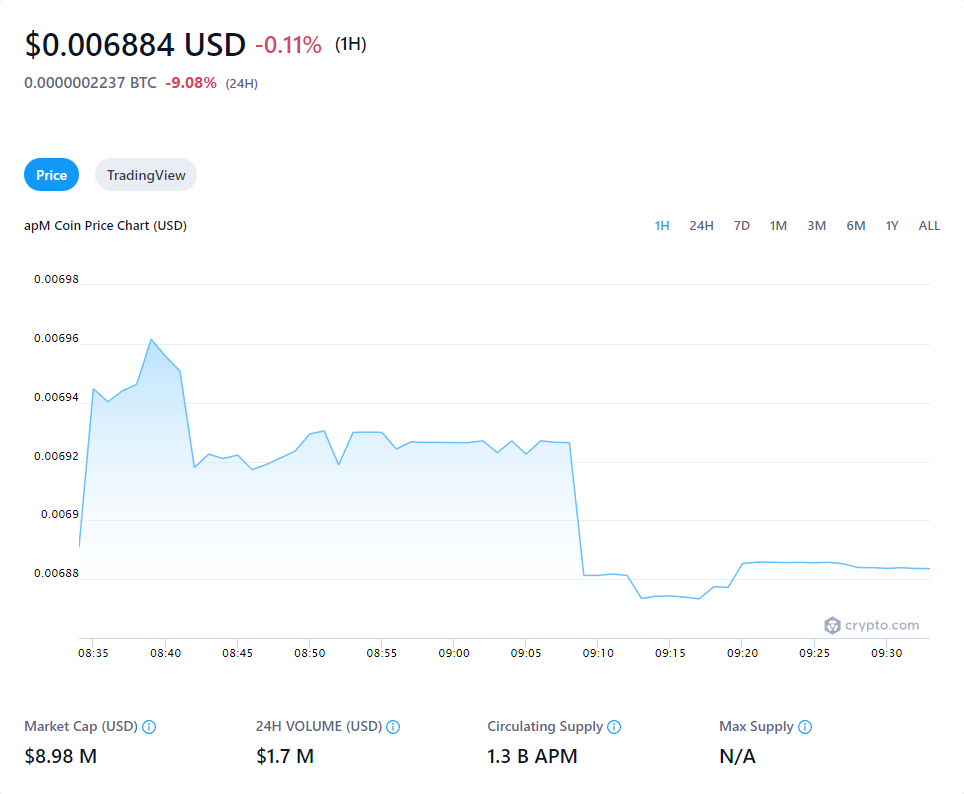 $0.006884 USD -0.11% (1H)
0.0000002237 BTC -9.08% (24H)
Price TradingView
apM Coin Price Chart (USD) 1H 24H 7D 1M 3M 6M 1Y ALL
0.00698
0.00696
0.00694
0.00692
0.0069
0.00688
crypto.com
08:35 08:40 08:45 08:50 08:55 09:00 09:05 09:10 09:15 09:20 09:25 09:30
Market Cap (USD) 24H VOLUME (USD) Circulating Supply Max Supply
$8.98 M $1.7 M 1.3 B APM N/A